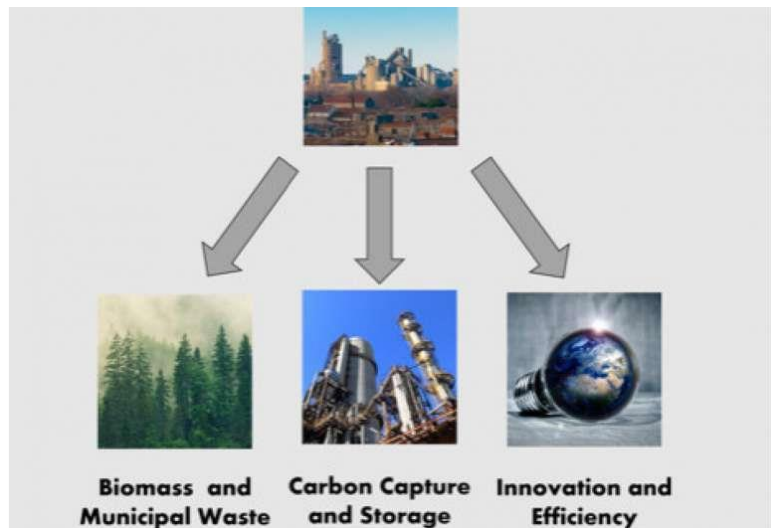 Biomass and
Municipal Waste
Carbon Capture
and Storage
Innovation and
Efficiency